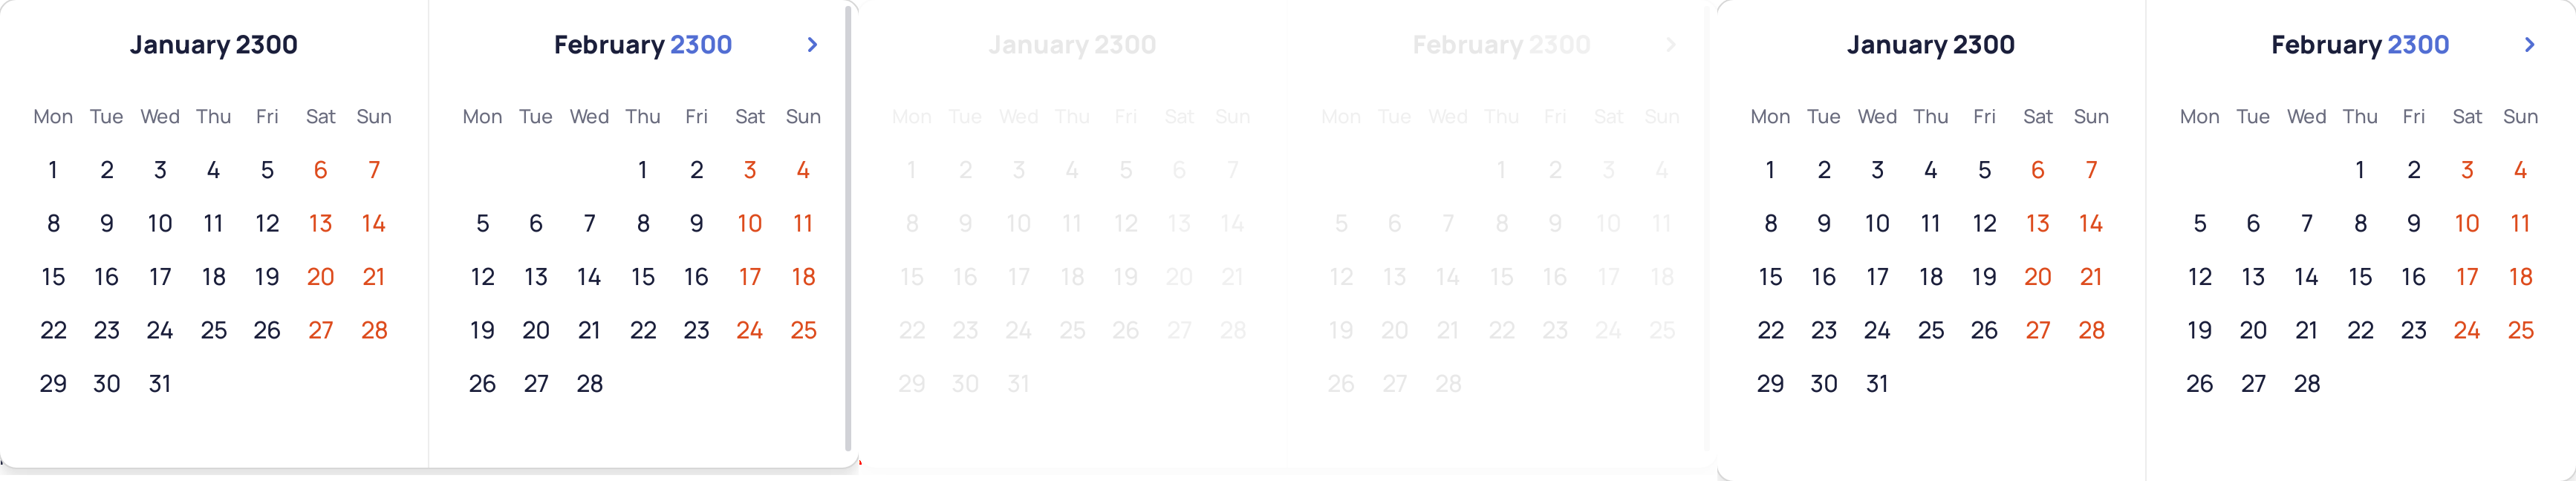 January 2300
Mon Tue Wed Thu Fri Sat Sun
1 2 3 4 5 6 7
8 9 10 11 12 13 14
15 16 17 18 19 20 21
22 23 24 25 26 27 28
29 30 31
February 2300
Mon Tue Wed Thu Fri Sat Sun
1 2 3 4
5 6 7 8 9 10 11
12 13 14 15 16 17 18
19 20 21 22 23 24 25
26 27 28
January 2300
Mon Tue Wed Thu Fri Sat Sun
1 2 3 4 5 6 7
8 9 10 11 12 13 14
15 16 17 18 19 20 21
22 23 24 25 26 27 28
29 30 31
February 2300
Mon Tue Wed Thu Fri Sat Sun
1 2 3 4
5 6 7 8 9 10 11
12 13 14 15 16 17 18
19 20 21 22 23 24 25
26 27 28
January 2300
Mon Tue Wed Thu Fri Sat Sun
1 2 3 4 5 6 7
8 9 10 11 12 13 14
15 16 17 18 19 20 21
22 23 24 25 26 27 28
29 30 31
February 2300
Mon Tue Wed Thu Fri Sat Sun
1 2 3 4
5 6 7 8 9 10 11
12 13 14 15 16 17 18
19 20 21 22 23 24 25
26 27 28